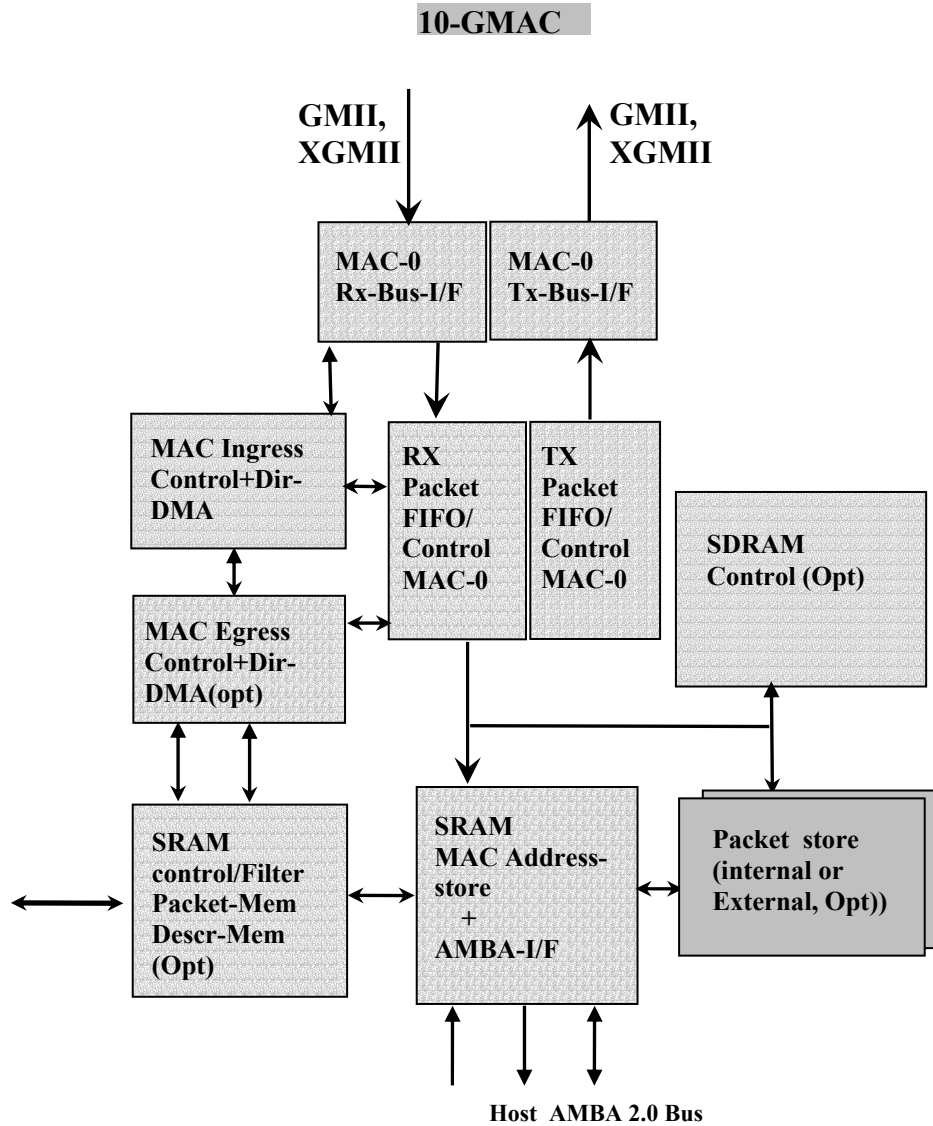 10-GMAC
GMII,
XGMII
GMII,
XGMII
MAC-0
Rx-Bus-I/F
MAC-0
Tx-Bus-I/F
MAC Ingress
Control+Dir-
DMA
RX
Packet
FIFO/
Control
MAC-0
TX
Packet
FIFO/
Control
MAC-0
SDRAM
Control (Opt)
MAC Egress
Control+Dir-
DMA(opt)
SRAM
control/Filter
Packet-Mem
Descr-Mem
(Opt)
SRAM
MAC Address-
store
+
AMBA-I/F
Packet store
(internal or
External, Opt))
Host AMBA 2.0 Bus